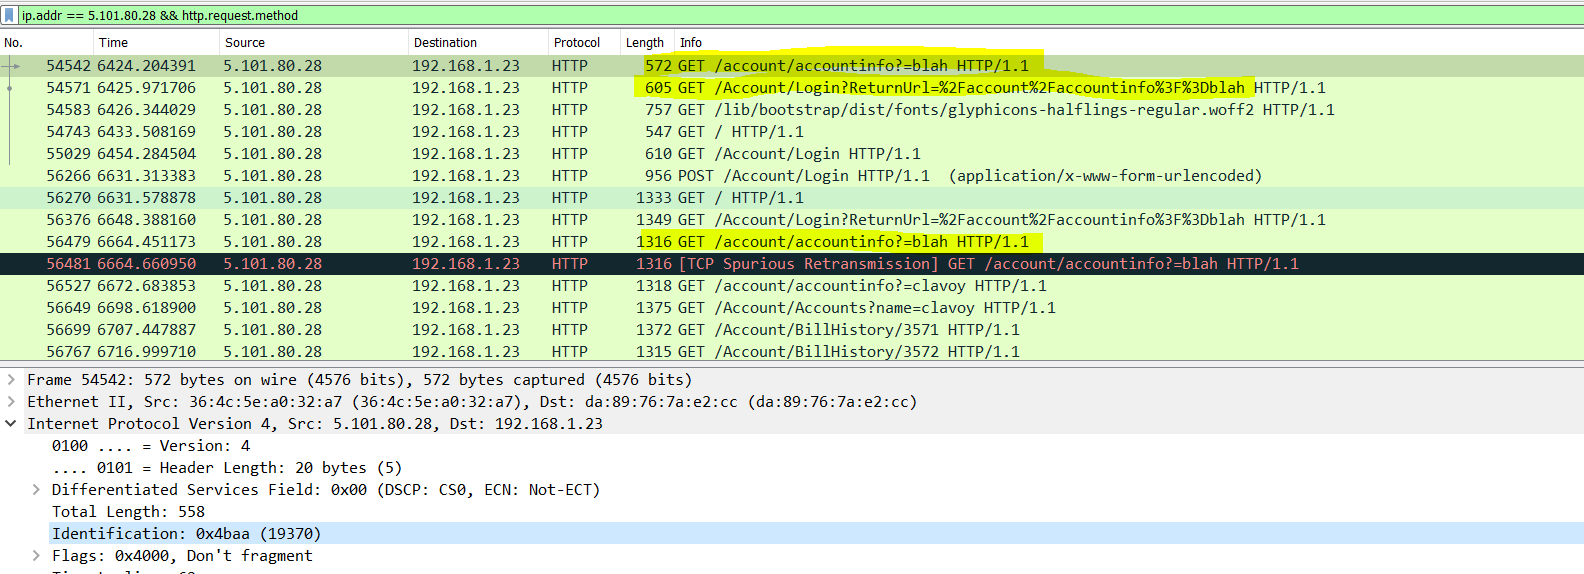 ip.addr == 5.101.80.28 && http.request.method
No. Time Source Destination Protocol Length Info
54542 6424.204391 5.101.80.28 192.168.1.23 HTTP 572 GET /account/accountinfo?=blah HTTP/1.1
54571 6425.971706 5.101.80.28 192.168.1.23 HTTP 605 GET /Account/Login?ReturnUrl=%2Faccount%2Faccountinfo%3F%3Dblah HTTP/1.1
54583 6426.344029 5.101.80.28 192.168.1.23 HTTP 757 GET /lib/bootstrap/dist/fonts/glyphicons-halflings-regular.woff2 HTTP/1.1
54743 6433.508169 5.101.80.28 192.168.1.23 HTTP 547 GET / HTTP/1.1
55029 6454.284504 5.101.80.28 192.168.1.23 HTTP 610 GET /Account/Login HTTP/1.1
56266 6631.313383 5.101.80.28 192.168.1.23 HTTP 956 POST /Account/Login HTTP/1.1 (application/x-www-form-urlencoded)
56270 6631.578878 5.101.80.28 192.168.1.23 HTTP 1333 GET / HTTP/1.1
56376 6648.388160 5.101.80.28 192.168.1.23 HTTP 1349 GET /Account/Login?ReturnUrl=%2Faccount%2Faccountinfo%3F%3Dblah HTTP/1.1
56479 6664.451173 5.101.80.28 192.168.1.23 HTTP 1316 GET /account/accountinfo?=blah HTTP/1.1
56481 6664.660950 5.101.80.28 192.168.1.23 HTTP 1316 [TCP Spurious Retransmission] GET /account/accountinfo?=blah HTTP/1.1
56527 6672.683853 5.101.80.28 192.168.1.23 HTTP 1318 GET /account/accountinfo?=clavoy HTTP/1.1
56649 6698.618900 5.101.80.28 192.168.1.23 HTTP 1375 GET /Account/Accounts?name=clavoy HTTP/1.1
56699 6707.447887 5.101.80.28 192.168.1.23 HTTP 1372 GET /Account/BillHistory/3571 HTTP/1.1
56767 6716.999710 5.101.80.28 192.168.1.23 HTTP 1315 GET /Account/BillHistory/3572 HTTP/1.1
Frame 54542: 572 bytes on wire (4576 bits), 572 bytes captured (4576 bits)
Ethernet II, Src: 36:4c:5e:a0:32:a7 (36:4c:5e:a0:32:a7), Dst: da:89:76:7a:e2:cc (da:89:76:7a:e2:cc)
Internet Protocol Version 4, Src: 5.101.80.28, Dst: 192.168.1.23
0100 .... = Version: 4
.... 0101 = Header Length: 20 bytes (5)
Differentiated Services Field: 0x00 (DSCP: CS0, ECN: Not-ECT)
Total Length: 558
Identification: 0x4baa (19370)
Flags: 0x4000, Don't fragment